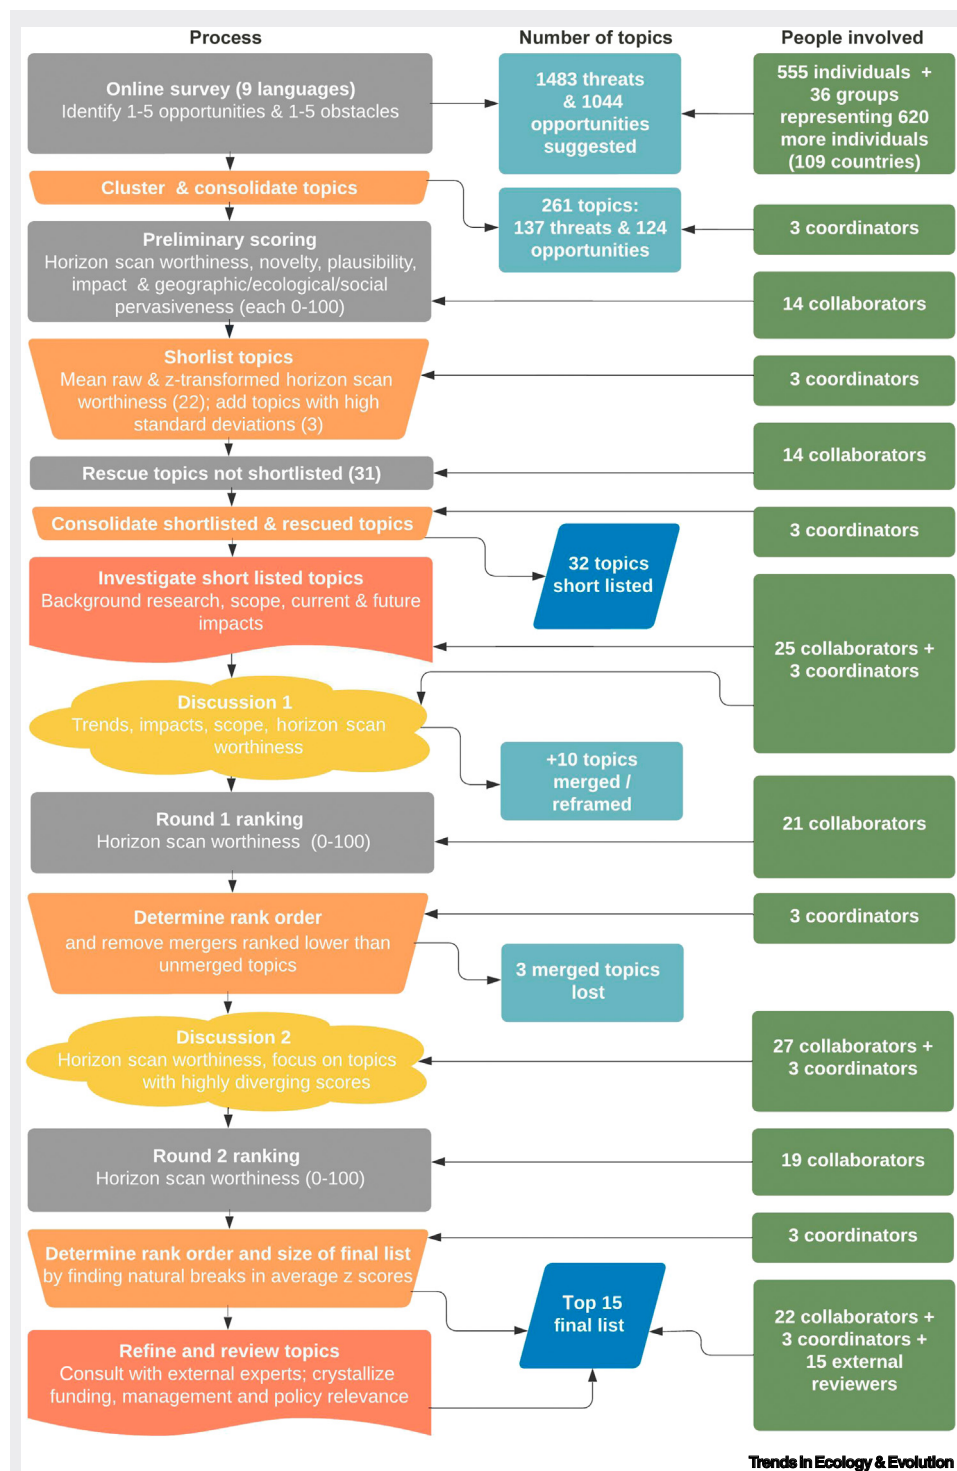 Process
Number of topics
People involved
Online survey (9 languages)
Identify 1-5 opportunities & 1-5 obstacles
1483 threats
& 1044
opportunities
suggested
555 individuals +
36 groups
representing 620
more individuals
(109 countries)
Cluster & consolidate topics
261 topics:
137 threats & 124
opportunities
3 coordinators
Preliminary scoring
Horizon scan worthiness, novelty, plausibility,
impact & geographic/ecological/social
pervasiveness (each 0-100)
14 collaborators
Shortlist topics
Mean raw & z-transformed horizon scan
worthiness (22); add topics with high
standard deviations (3)
3 coordinators
Rescue topics not shortlisted (31)
14 collaborators
Consolidate shortlisted & rescued topics
3 coordinators
32 topics
short listed
Investigate short listed topics
Background research, scope, current & future
impacts
25 collaborators +
3 coordinators
Discussion 1
Trends, impacts, scope, horizon scan
worthiness
+10 topics
merged /
reframed
Round 1 ranking
Horizon scan worthiness (0-100)
21 collaborators
Determine rank order
and remove mergers ranked lower than
unmerged topics
3 coordinators
3 merged topics
lost
Discussion 2
Horizon scan worthiness, focus on topics
with highly diverging scores
27 collaborators +
3 coordinators
Round 2 ranking
Horizon scan worthiness (0-100)
19 collaborators
Determine rank order and size of final list
by finding natural breaks in average z scores
3 coordinators
Top 15
final list
Refine and review topics
Consult with external experts; crystallize
funding, management and policy relevance
22 collaborators +
3 coordinators +
15 external
reviewers
Trends in Ecology & Evolution